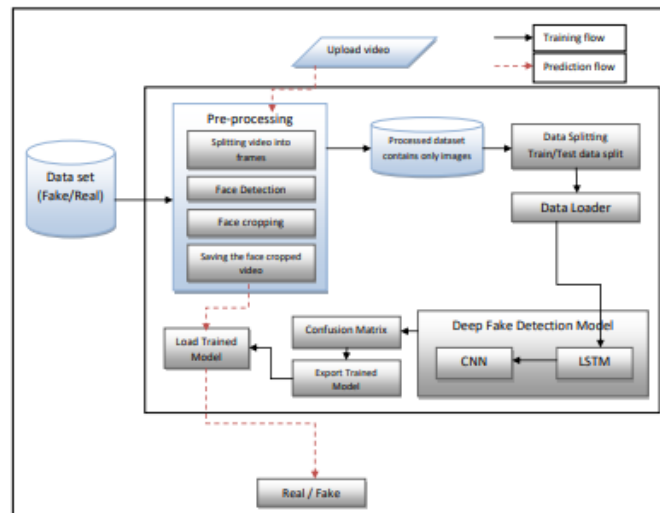 Upload video
Training flow
Prediction flow
Pre-processing
Splitting video into
frames
Face Detection
Face cropping
Saving the face cropped
video
Data set
(Fake/Real)
Processed dataset
contains only images
Data Splitting
Train/Test data split
Data Loader
Deep Fake Detection Model
CNN
LSTM
Confusion Matrix
Export Trained
Model
Load Trained
Model
Real / Fake